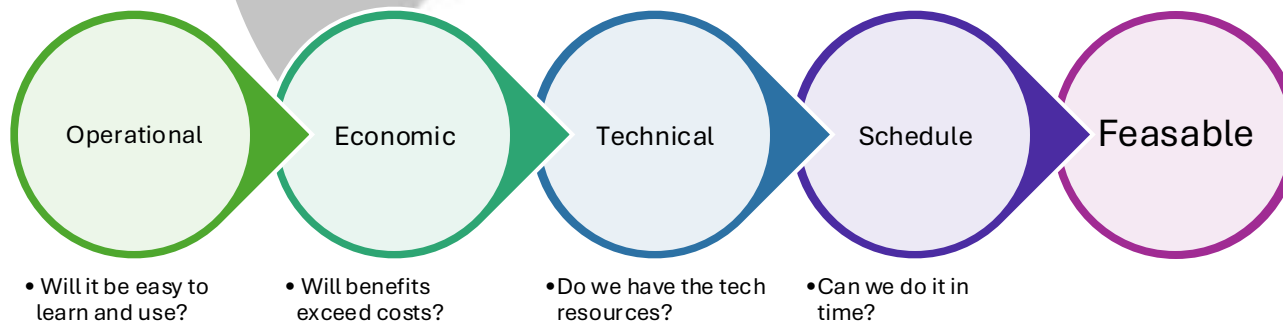 Operational
Economic
Technical
Schedule
Feasable
• Will it be easy to
learn and use?
• Will benefits
exceed costs?
•Do we have the tech
resources?
•Can we do it in
time?